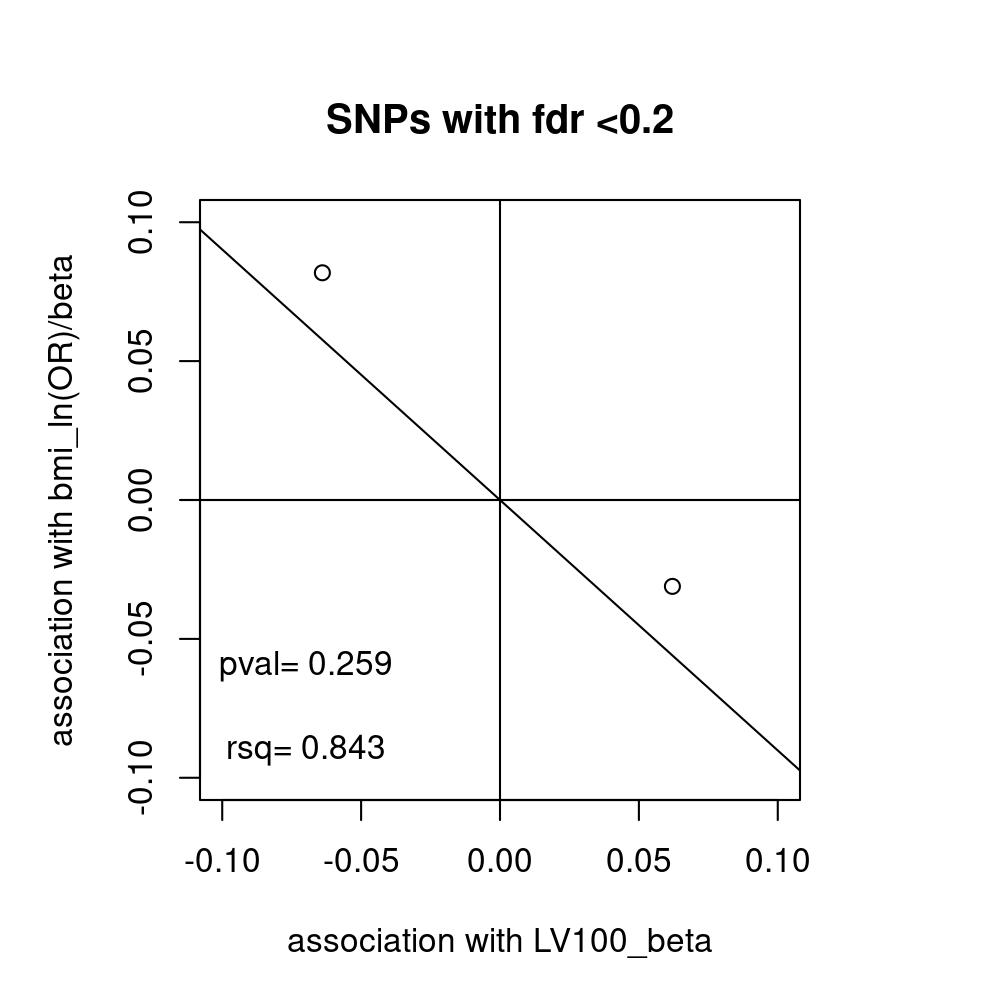 SNPs with fdr <0.2
association with bmi_ln(OR)/beta
0.10
0.05
0.00
-0.05
-0.10
pval= 0.259
rsq= 0.843
-0.10 -0.05 0.00 0.05 0.10
association with LV100_beta